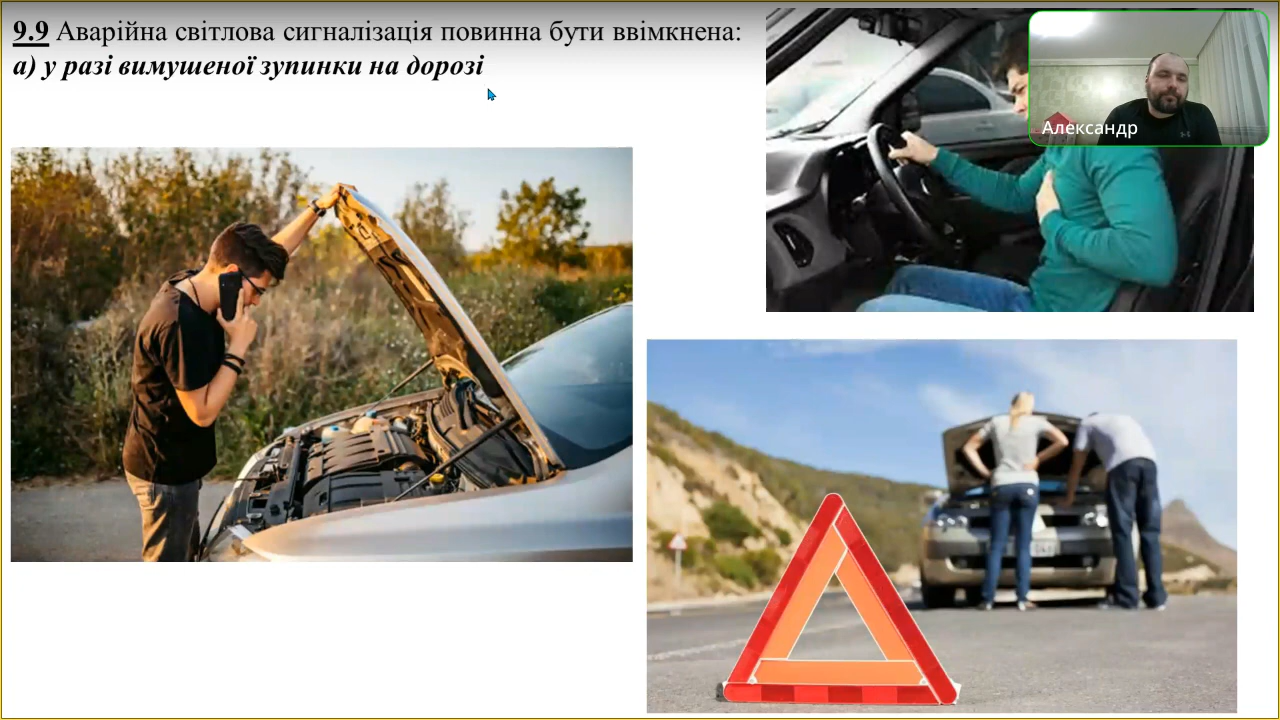 9.9 Аварійна світлова сигналізація повинна бути ввімкнена:
а) у разі вимушеної зупинки на дорозі
Александр